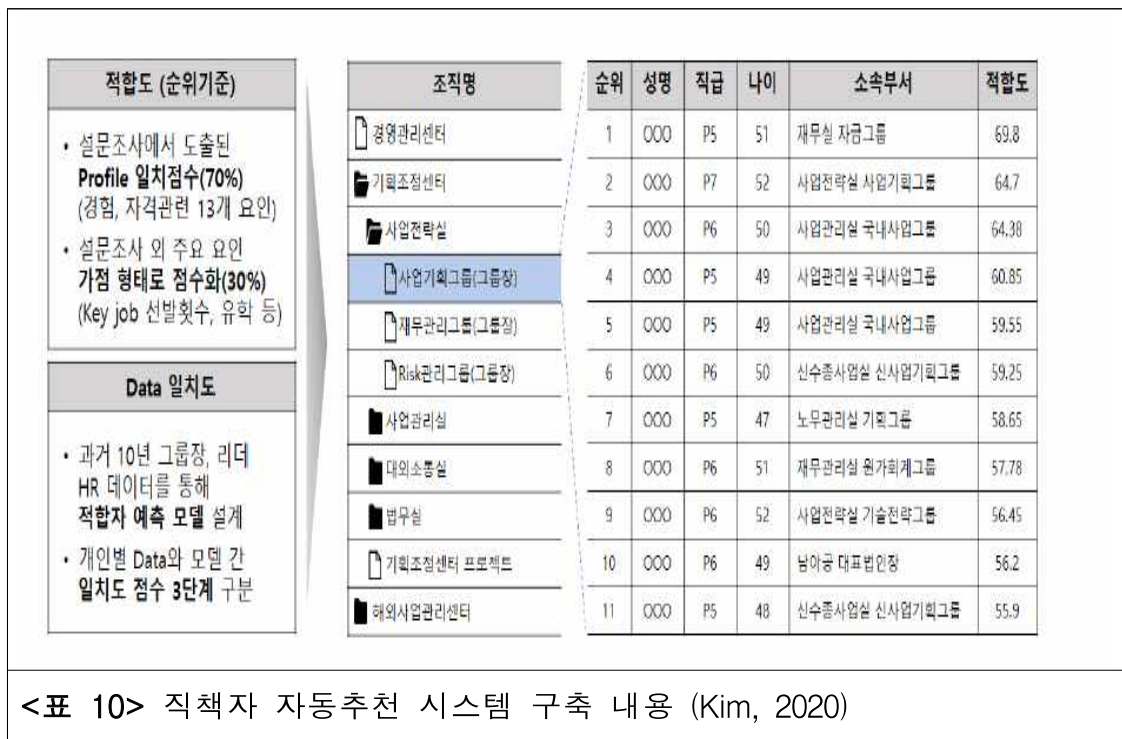 적합도 (순위기준)
• 설문조사에서 도출된
Profile 일치점수(70%)
(경험, 자격관련 13개 요인)
• 설문조사 외 주요 요인
가점 형태로 점수화(30%)
(Key job 선발횟수, 유학 등)
Data 일치도
• 과거 10년 그룹장, 리더
HR 데이터를 통해
적합자 예측 모델 설계
• 개인별 Data와 모델 간
일치도 점수 3단계 구분
조직명
경영관리센터
기획조정센터
사업전략실
사업기획그룹(그룹장)
재무관리그룹(그룹장)
Risk관리그룹(그룹장)
사업관리실
대외소통실
법무실
기획조정센터 프로젝트
해외사업관리센터
순위 성명 직급 나이 소속부서 적합도
1 OOO P5 51 재무실 자금그룹 69.8
2 OOO P7 52 사업전략실 사업기획그룹 64.7
3 OOO P6 50 사업관리실 국내사업그룹 64.38
4 OOO P5 49 사업관리실 국내사업그룹 60.85
5 OOO P5 49 사업관리실 국내사업그룹 59.55
6 OOO P6 50 신수종사업실 신사업기획그룹 59.25
7 OOO P5 47 노무관리실 기획그룹 58.65
8 OOO P6 51 재무관리실 원가회계그룹 57.78
9 OOO P6 52 사업전략실 기술전략그룹 56.45
10 OOO P6 49 남아공 대표법인장 56.2
11 OOO P5 48 신수종사업실 신사업기획그룹 55.9
<표 10> 직책자 자동추천 시스템 구축 내용 (Kim, 2020)